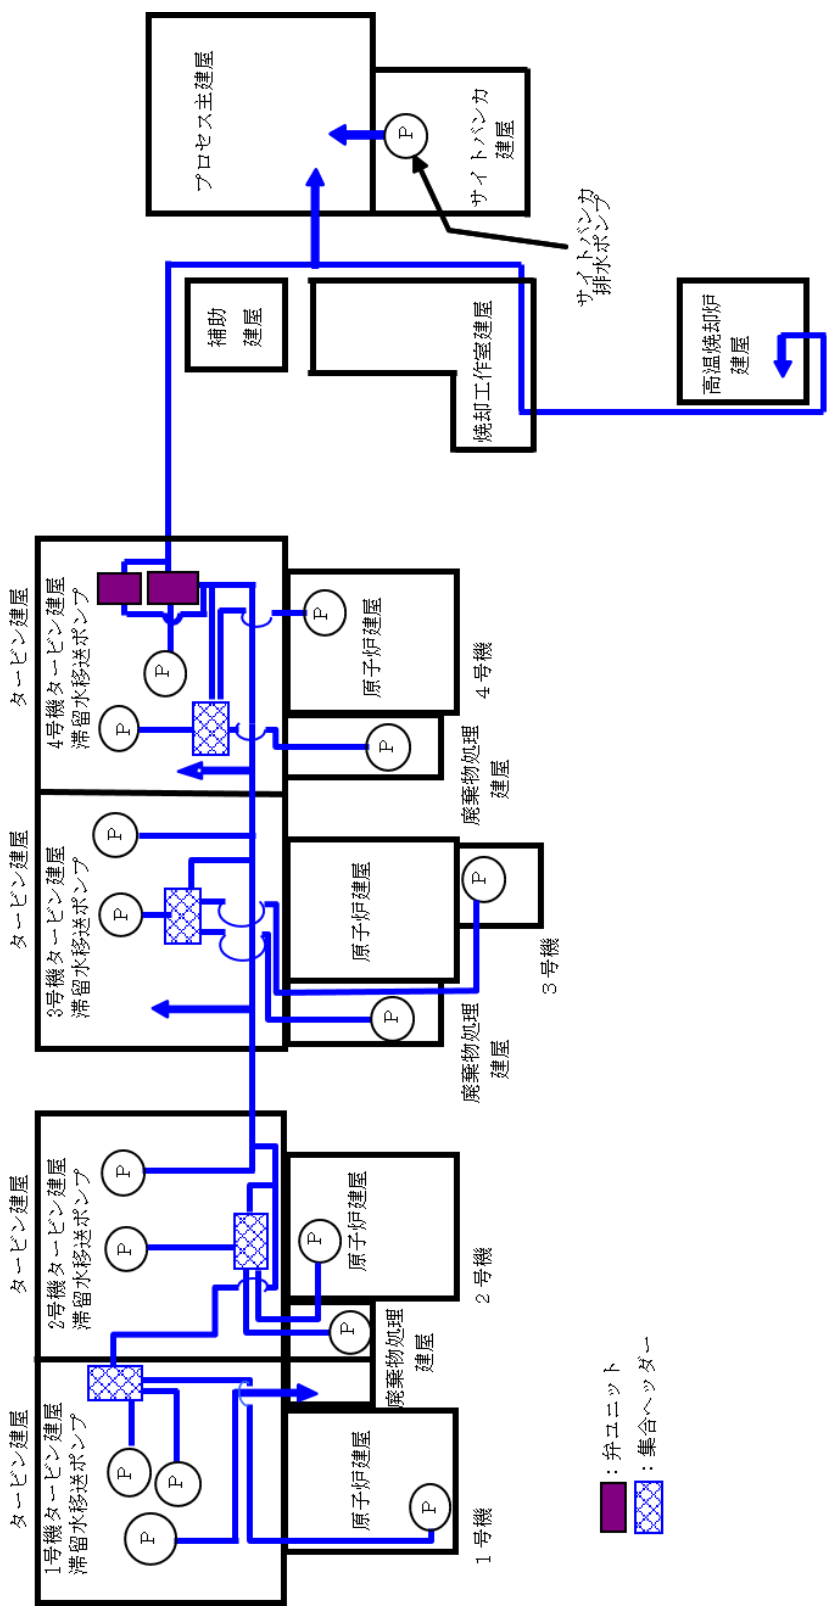 タービン建屋
1号機タービン建屋
滞留水移送ポンプ
P
P
P
原子炉建屋
P
1号機
廃棄物処理
建屋
タービン建屋
2号機タービン建屋
滞留水移送ポンプ
P
P
P
P
原子炉建屋
2号機
タービン建屋
3号機タービン建屋
滞留水移送ポンプ
P
P
P
廃棄物処理
建屋
原子炉建屋
P
3号機
タービン建屋
4号機タービン建屋
滞留水移送ポンプ
P
P
P
廃棄物処理
建屋
P
原子炉建屋
4号機
補助
建屋
焼却工作室建屋
高温焼却炉
建屋
プロセス主建屋
P
サイトバンカ
建屋
サイトバンカ
排水ポンプ
:弁ユニット
:集合ヘッダー